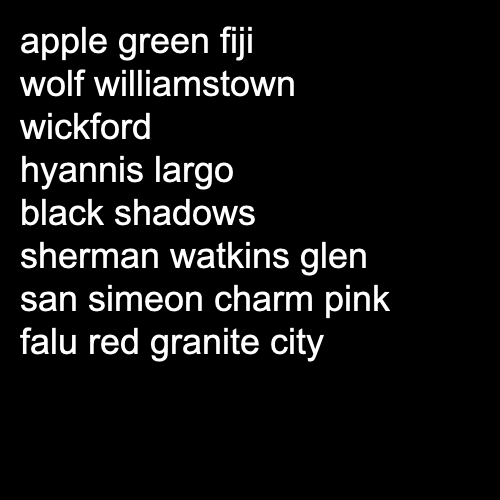 apple green fiji
wolf williamstown
wickford
hyannis largo
black shadows
sherman watkins glen
san simeon charm pink
falu red granite city